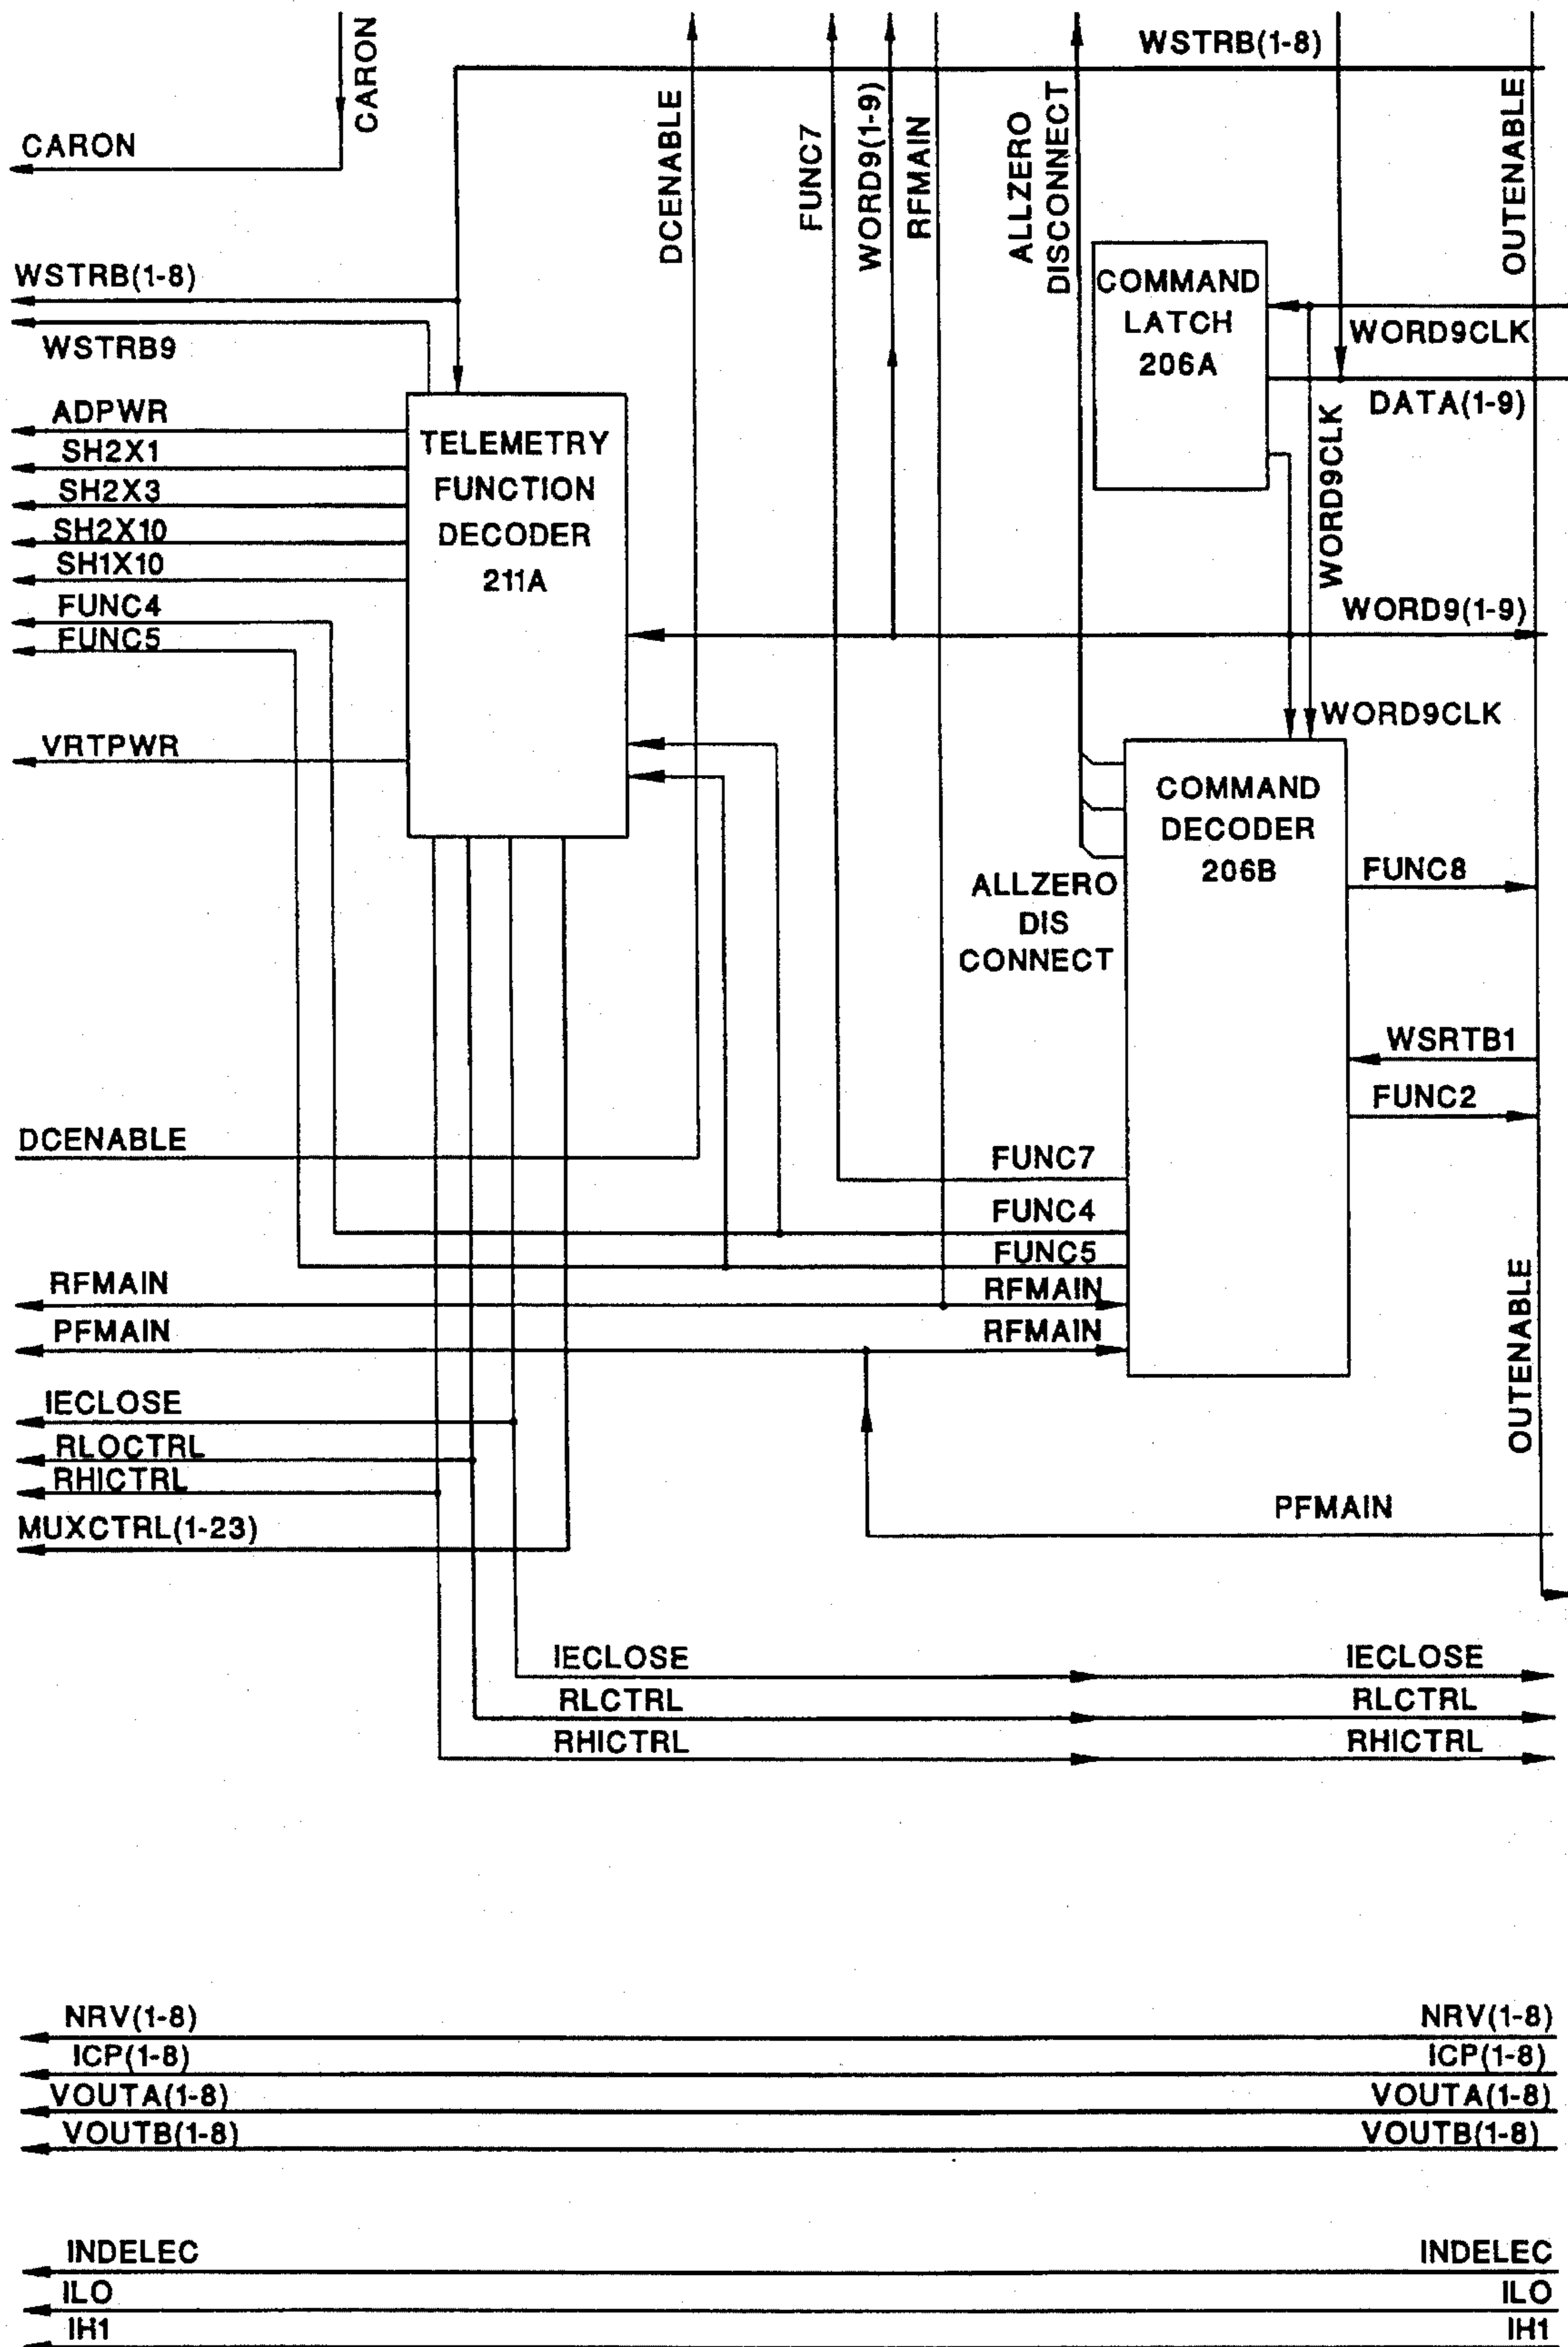 WSTRB(1-8)
CARON
CARON
DCENABLE
FUNC7
WORD9(1-9)
RFMAIN
ALLZERO
DISCONNECT
OUTENABLE
WSTRB(1-8)
WSTRB9
COMMAND
LATCH
206A
WORD9CLK
DATA(1-9)
WORD9CLK
ADPWR
SH2X1
SH2X3
SH2X10
SH1X10
FUNC4
FUNC5
VRTPWR
TELEMETRY
FUNCTION
DECODER
211A
WORD9(1-9)
WORD9CLK
COMMAND
DECODER
206B
ALLZERO
DIS
CONNECT
FUNC8
WSRTB1
FUNC2
DCENABLE
FUNC7
FUNC4
FUNC5
RFMAIN
RFMAIN
PFMAIN
RFMAIN
OUTENABLE
IECLOSE
RLOCTRL
RHICTRL
MUXCTRL(1-23)
PFMAIN
IECLOSE
IECLOSE
RLCTRL
RLCTRL
RHICTRL
RHICTRL
NRV(1-8)
NRV(1-8)
ICP(1-8)
ICP(1-8)
VOUTA(1-8)
VOUTA(1-8)
VOUTB(1-8)
VOUTB(1-8)
INDELEC
INDELEC
ILO
ILO
IH1
IH1